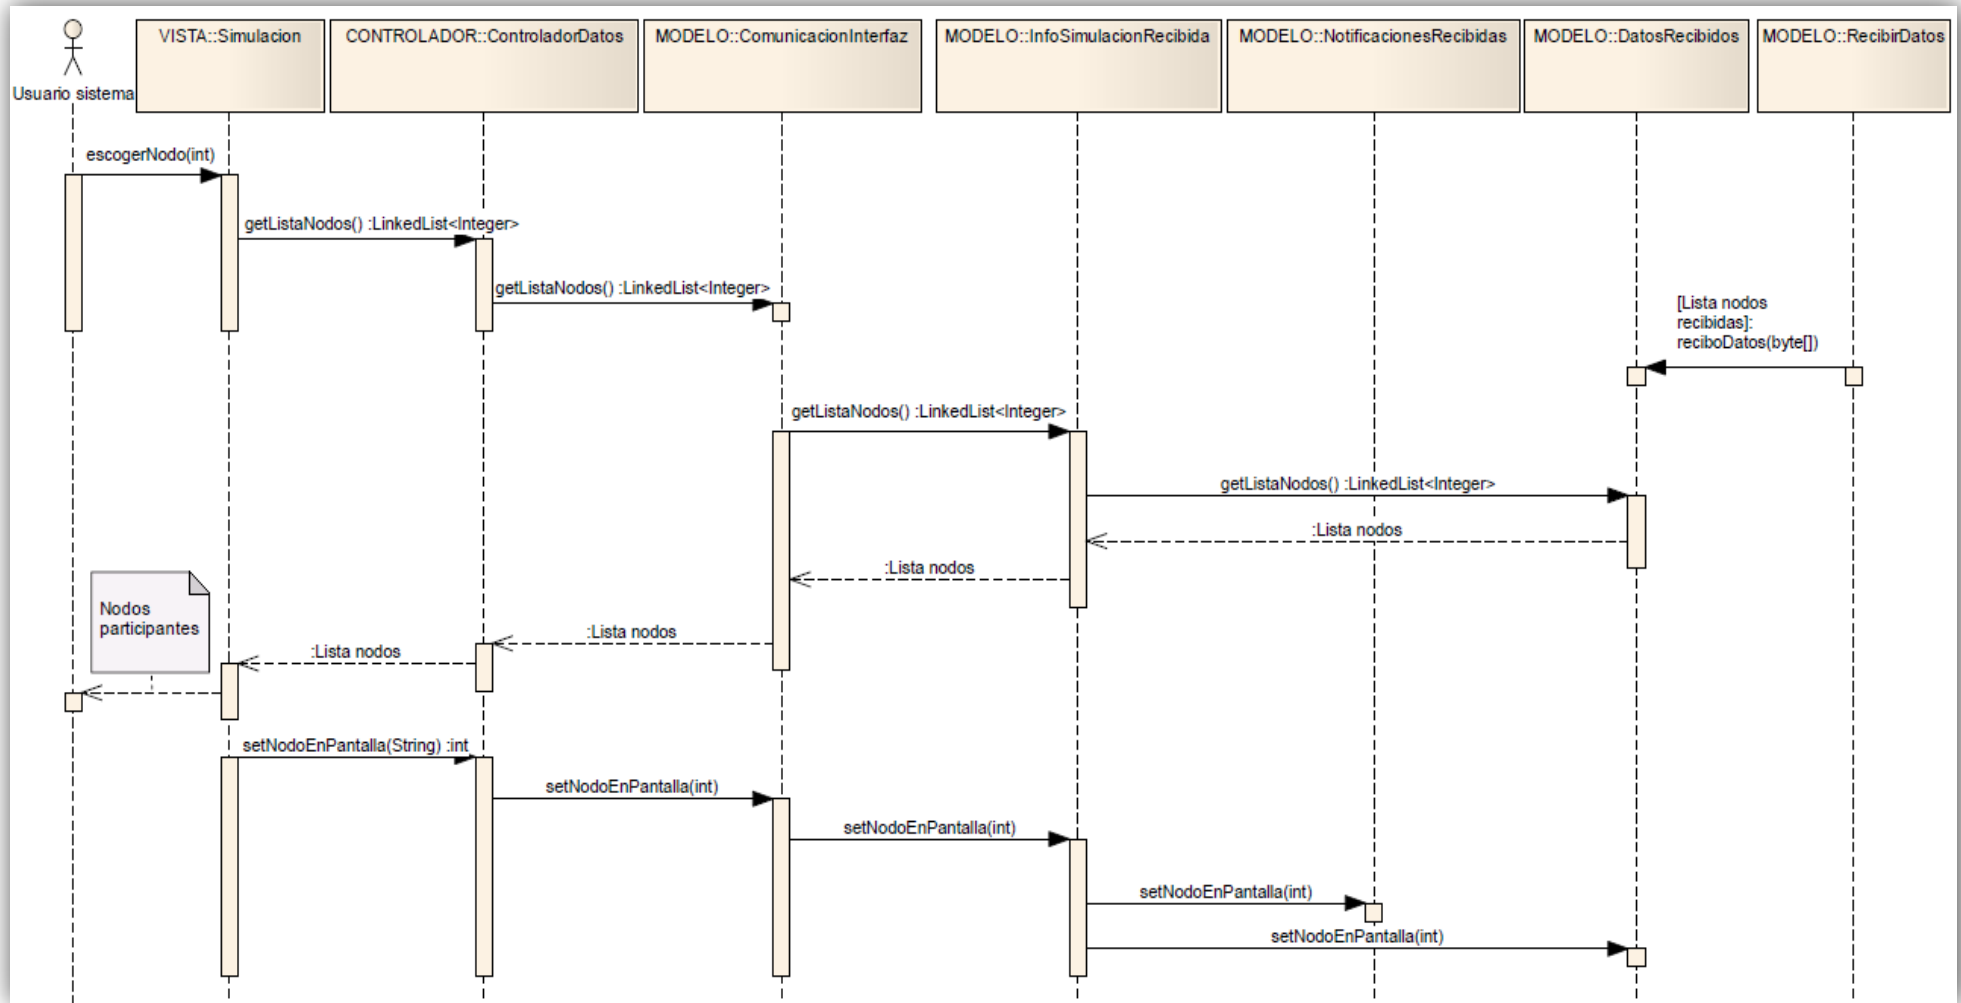 VISTA::Simulacion
CONTROLADOR::ControladorDatos
MODELO::ComunicacionInterfaz
MODELO::InfoSimulacionRecibida
MODELO::NotificacionesRecibidas
MODELO::DatosRecibidos
MODELO::RecibirDatos
Usuario sistema
escogerNodo(int)
getListaNodos() :LinkedList<Integer>
getListaNodos() :LinkedList<Integer>
[Lista nodos
recibidas]:
reciboDatos(byte[])
getListaNodos() :LinkedList<Integer>
getListaNodos() :LinkedList<Integer>
:Lista nodos
:Lista nodos
Nodos
participantes
:Lista nodos
:Lista nodos
setNodoEnPantalla(String) :int
setNodoEnPantalla(int)
setNodoEnPantalla(int)
setNodoEnPantalla(int)
setNodoEnPantalla(int)